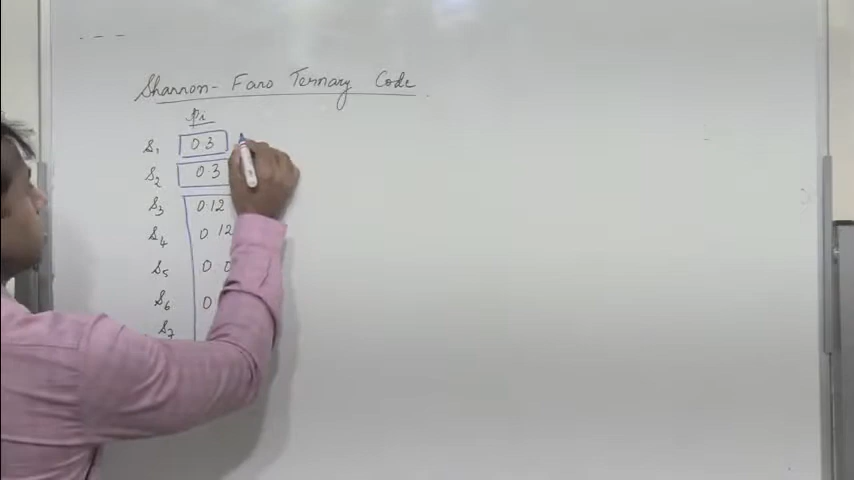 Shannon-Fano Ternary Code
Pi
S1 0.3
S2 0.3
S3 0.12
S4 0.12
S5 0.0
S6 0.
S7